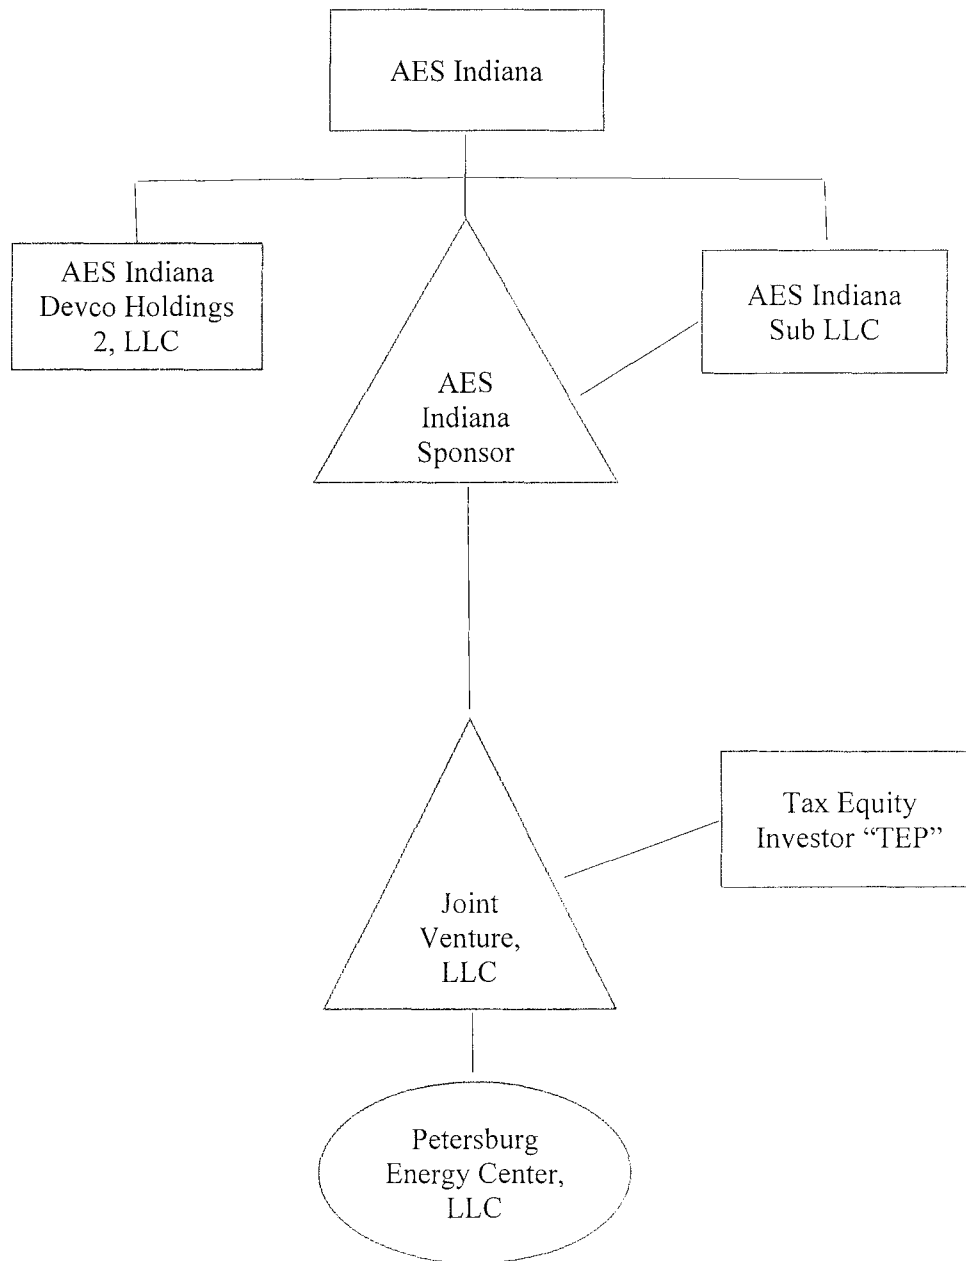 AES Indiana
AES Indiana
Devco Holdings
2, LLC
AES Indiana
Sub LLC
AES
Indiana
Sponsor
Tax Equity
Investor “TEP”
Joint
Venture,
LLC
Petersburg
Energy Center,
LLC